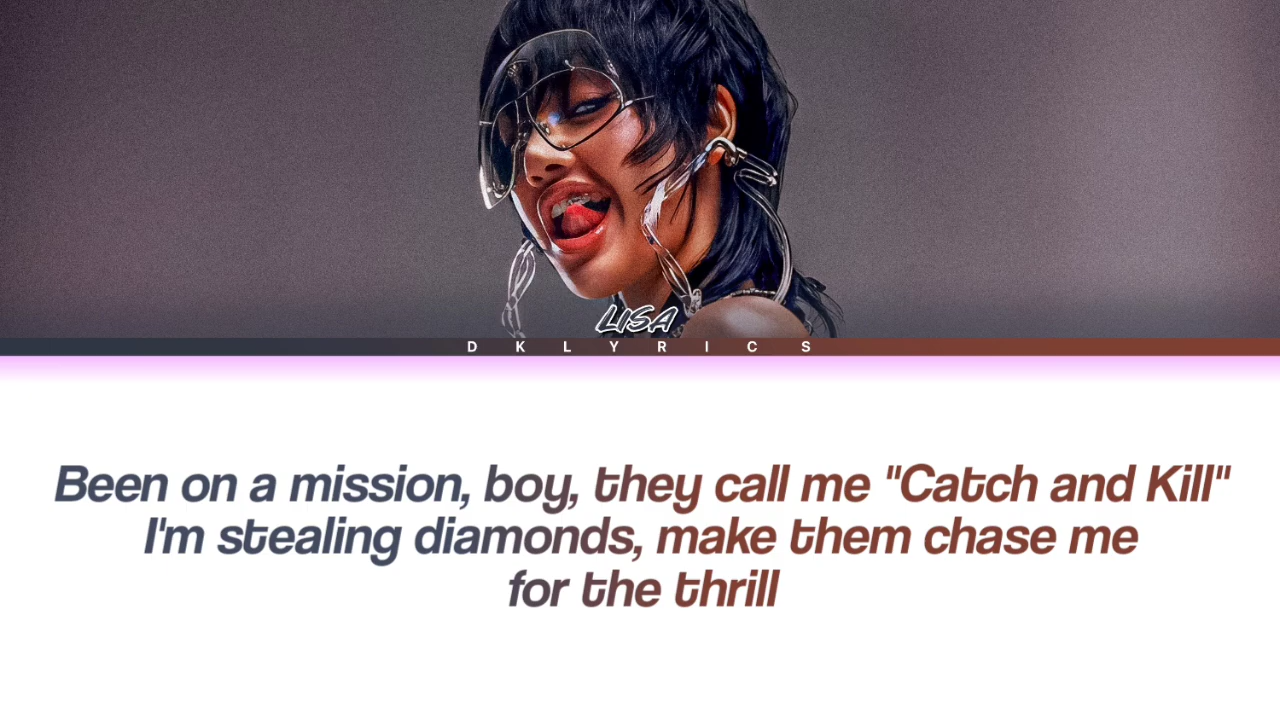 LISA
DKLYRICS
Been on a mission, boy, they call me "Catch and Kill"
I'm stealing diamonds, make them chase me
for the thrill